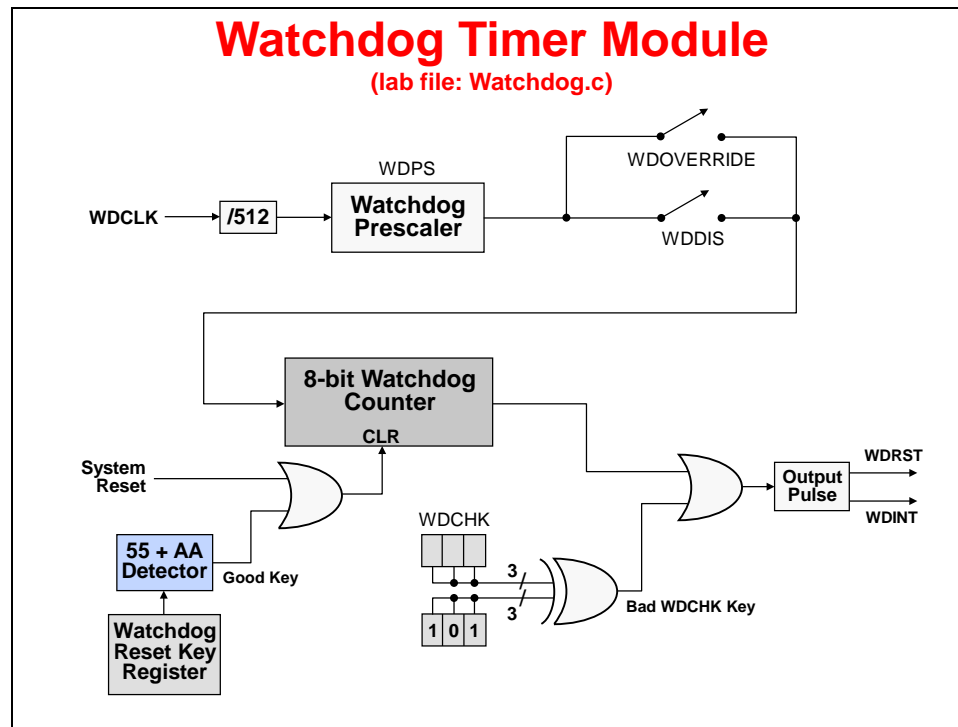 Watchdog Timer Module
(lab file: Watchdog.c)
WDOVERRIDE
WDPS
WDCLK
/512
Watchdog
Prescaler
WDDIS
8-bit Watchdog
Counter
CLR
System
Reset
WDRST
Output
Pulse
WDINT
WDCHK
55 + AA
Detector
Good Key
3
3
Bad WDCHK Key
1 0 1
Watchdog
Reset Key
Register